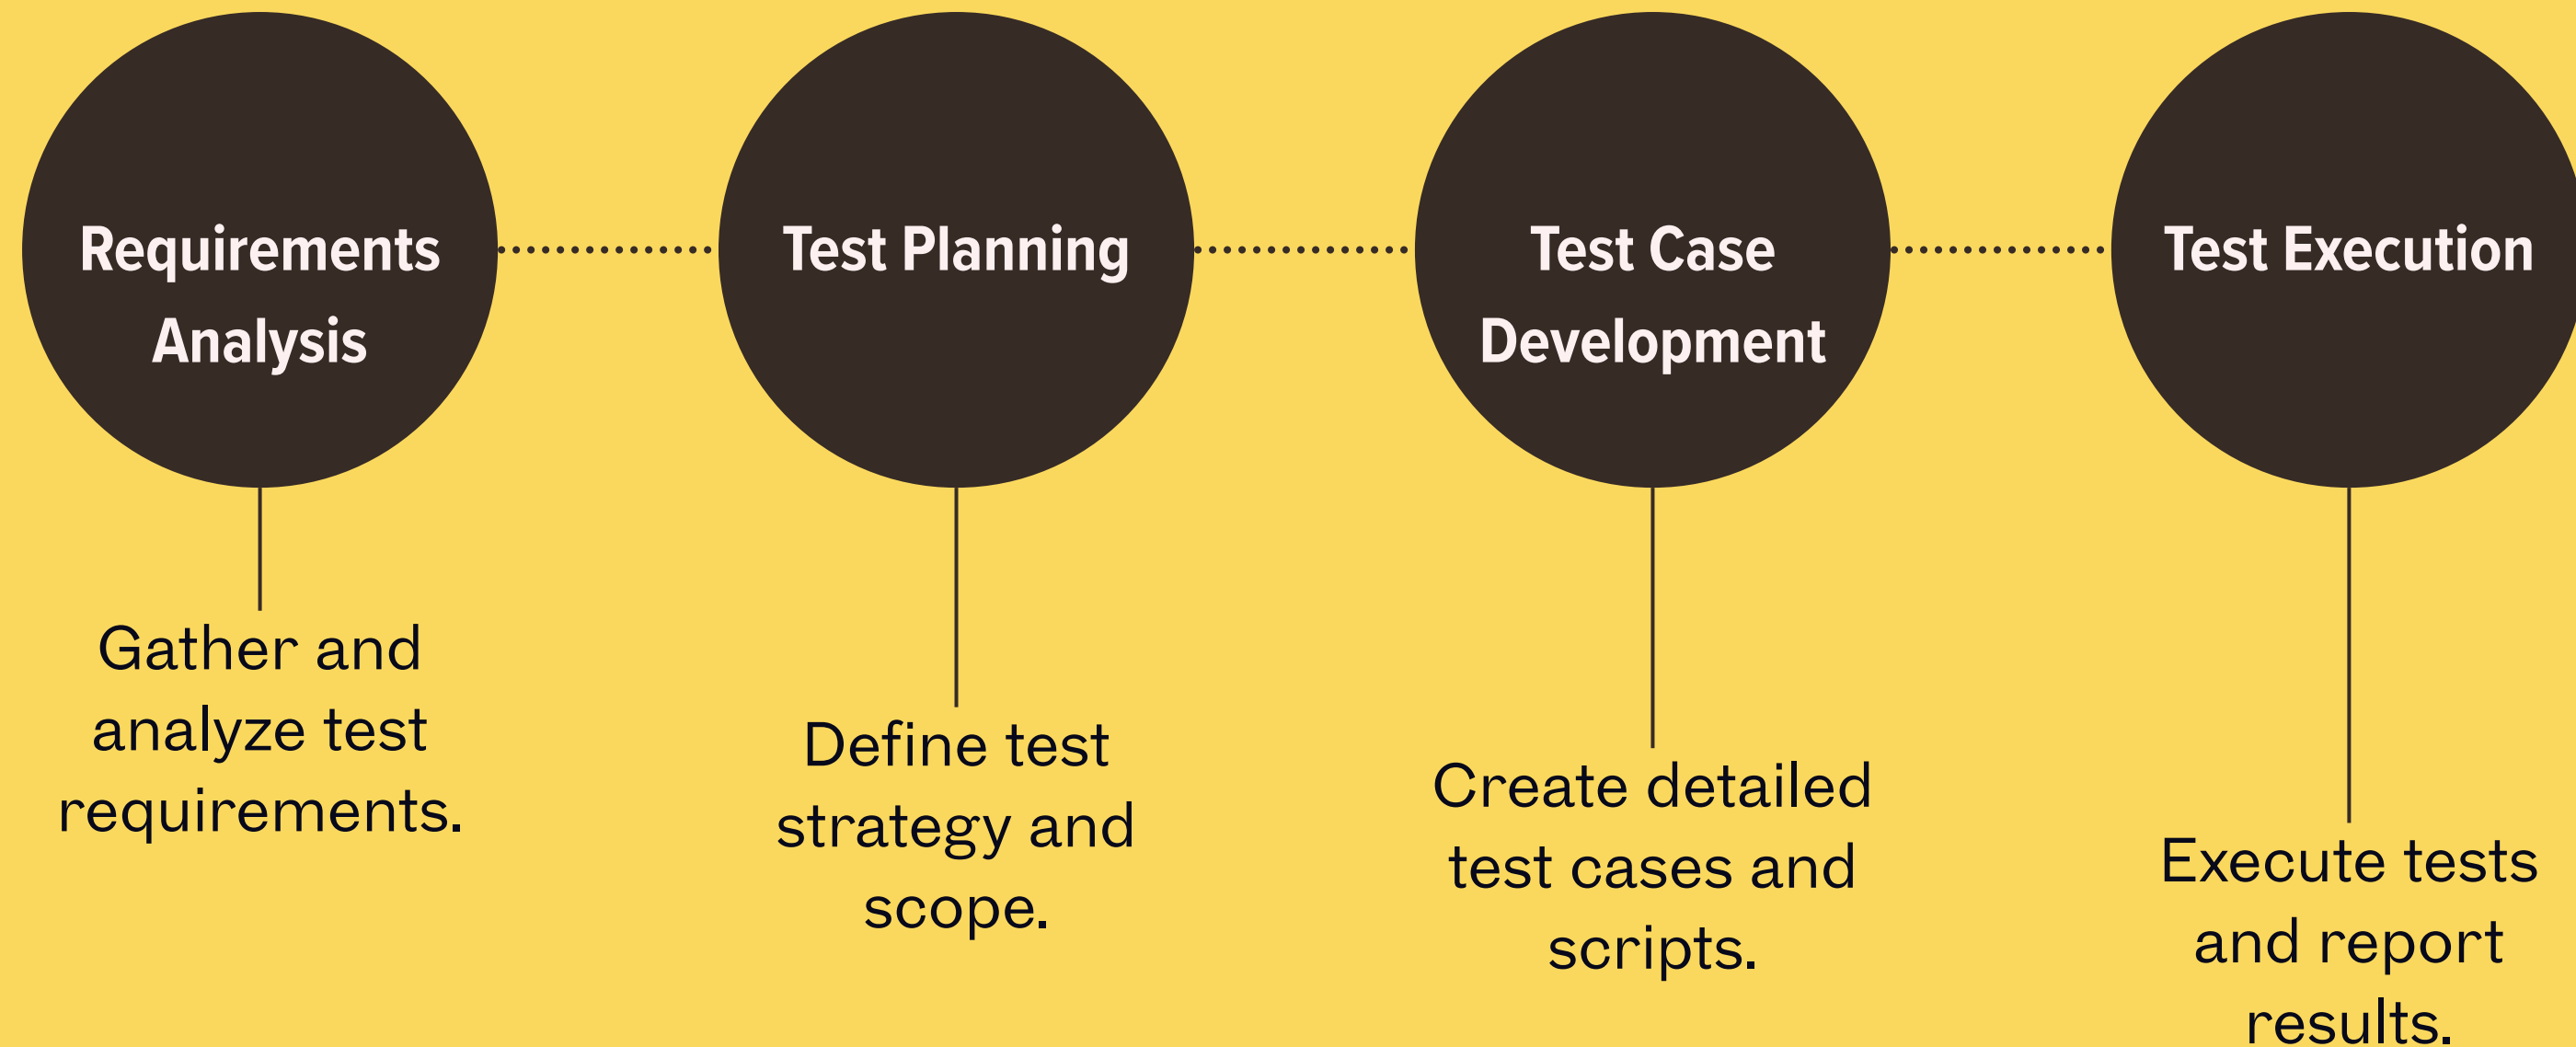 Requirements
Analysis
Test Planning
Test Case
Development
Test Execution
Gather and
analyze test
requirements.
Define test
strategy and
scope.
Create detailed
test cases and
scripts.
Execute tests
and report
results.